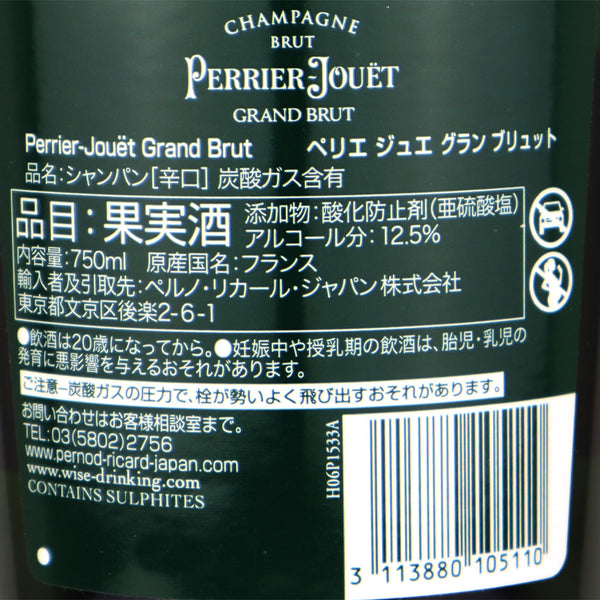 CHAMPAGNE
BRUT
PERRIER-JOUËT
GRAND BRUT
Perrier-Jouët Grand Brut ペリエ ジュエ グラン ブリュット
品名:シャンパン[辛口] 炭酸ガス含有
品目:果実酒
添加物:酸化防止剤(亜硫酸塩)
アルコール分:12.5%
内容量:750ml 原産国名:フランス
輸入者及引取先:ペルノ・リカール・ジャパン株式会社
東京都文京区後楽2-6-1
●飲酒は20歳になってから。●妊娠中や授乳期の飲酒は、胎児・乳児の
発育に悪影響を与えるおそれがあります。
ご注意−炭酸ガスの圧力で、栓が勢いよく飛び出すおそれがあります。
お問い合わせはお客様相談室まで。
TEL:03(5802)2756
www.pernod-ricard-japan.com
www.wise-drinking.com
CONTAINS SULPHITES
H06P1533A
3 113880 105110